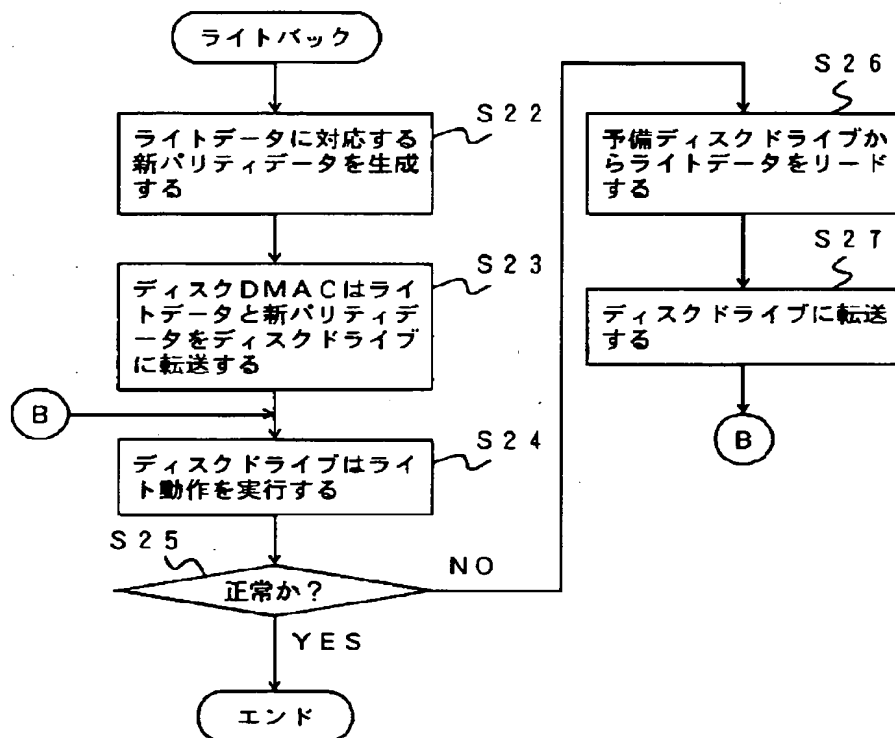 ライトバック
S22
ライトデータに対応する
新パリティデータを生成
する
S23
ディスクDMACはライ
トデータと新パリティデ
ータをディスクドライブ
に転送する
B
S24
ディスクドライブはライ
ト動作を実行する
S25
正常か?
NO
YES
エンド
S26
予備ディスクドライブか
らライトデータをリード
する
S27
ディスクドライブに転送
する
B